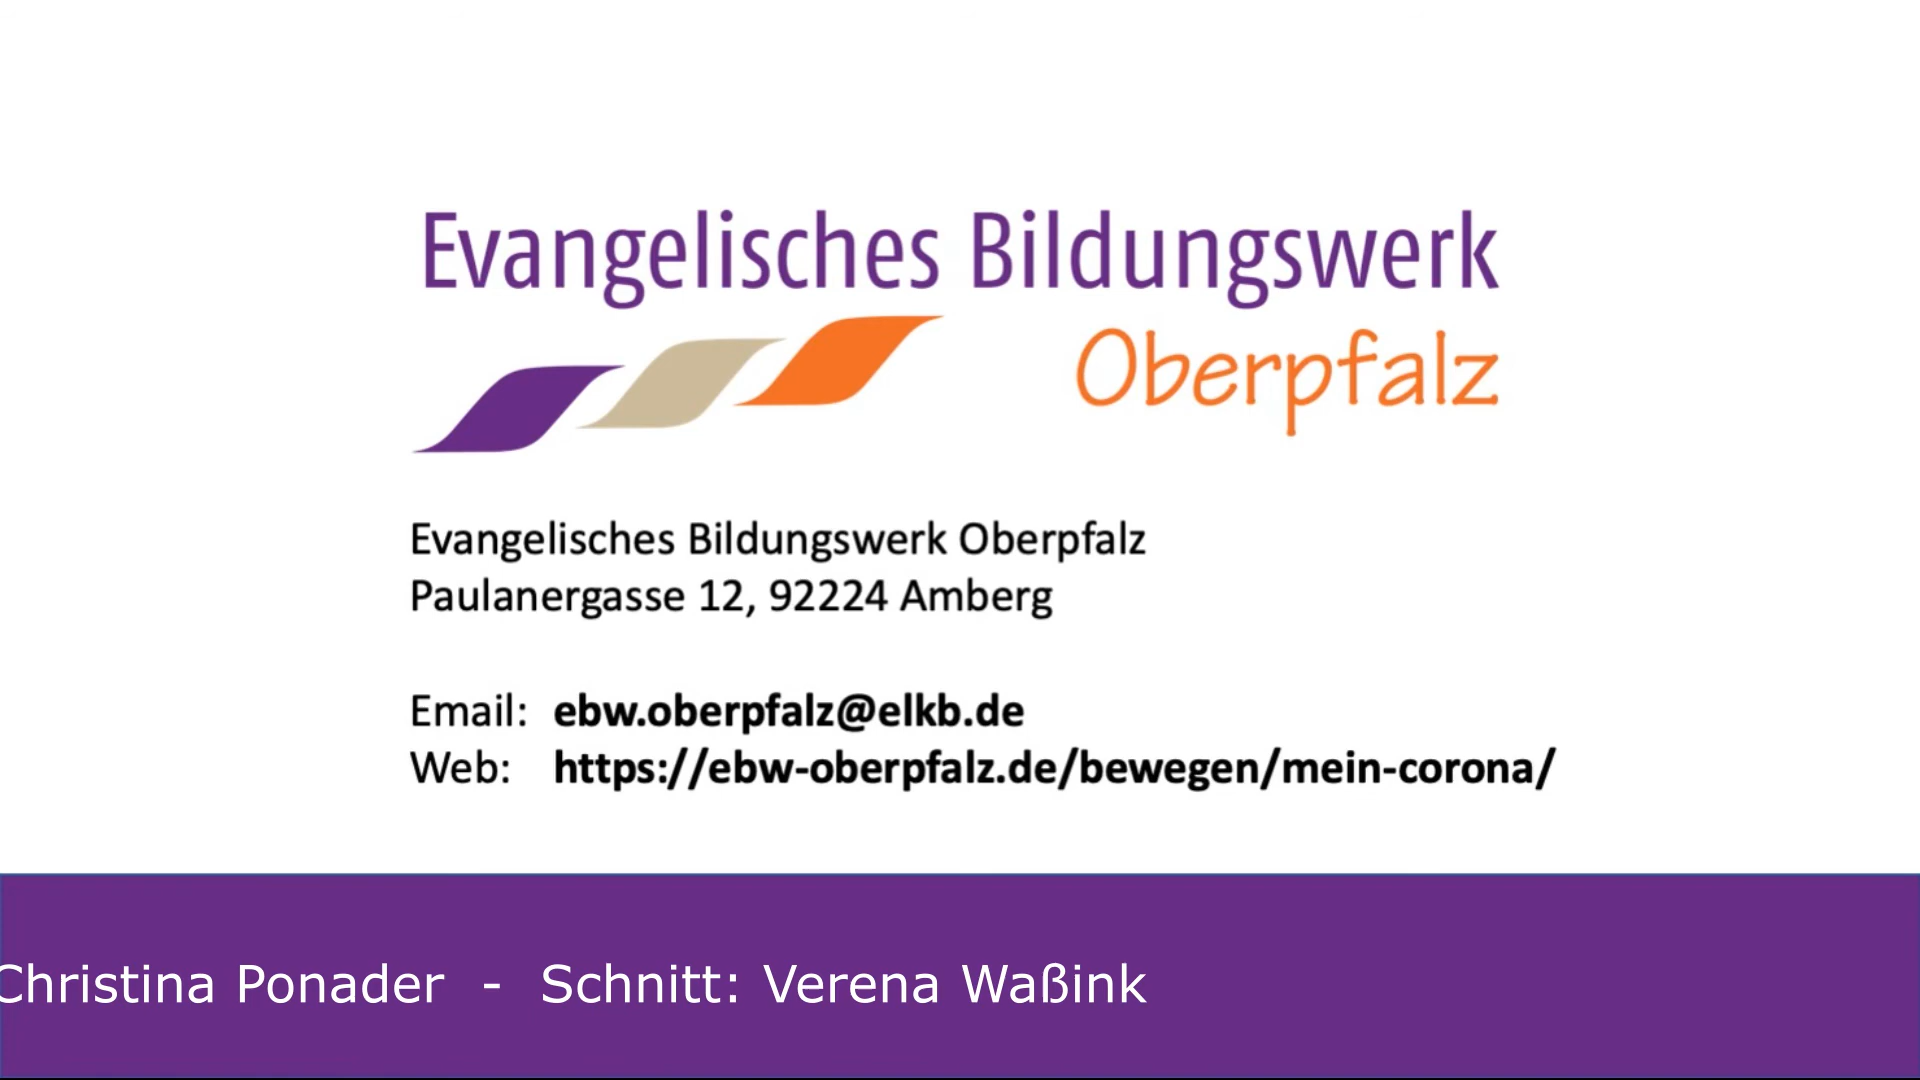 Evangelisches Bildungswerk
Oberpfalz
Evangelisches Bildungswerk Oberpfalz
Paulanergasse 12, 92224 Amberg
Email: ebw.oberpfalz@elkb.de
Web: https://ebw-oberpfalz.de/bewegen/mein-corona/
Christina Ponader - Schnitt: Verena Waßink